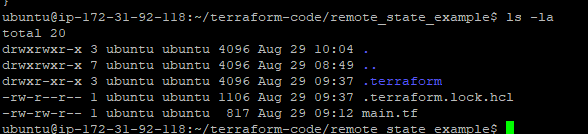 }
ubuntu@ip-172-31-92-118:~/terraform-code/remote_state_example$ ls -la
total 20
drwxrwxr-x 3 ubuntu ubuntu 4096 Aug 29 10:04 .
drwxrwxr-x 7 ubuntu ubuntu 4096 Aug 29 08:49 ..
drwxr-xr-x 3 ubuntu ubuntu 4096 Aug 29 09:37 .terraform
-rw-r--r-- 1 ubuntu ubuntu 1106 Aug 29 09:37 .terraform.lock.hcl
-rw-rw-r-- 1 ubuntu ubuntu  817 Aug 29 09:12 main.tf
ubuntu@ip-172-31-92-118:~/terraform-code/remote_state_example$